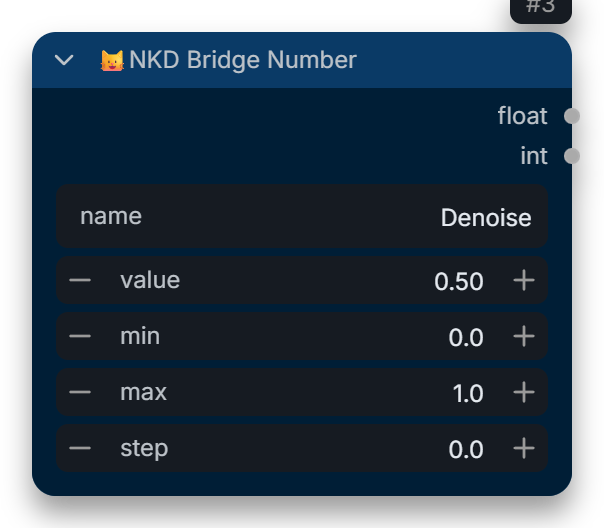 #3
NKD Bridge Number
float
int
name Denoise
value 0.50
min 0.0
max 1.0
step 0.0